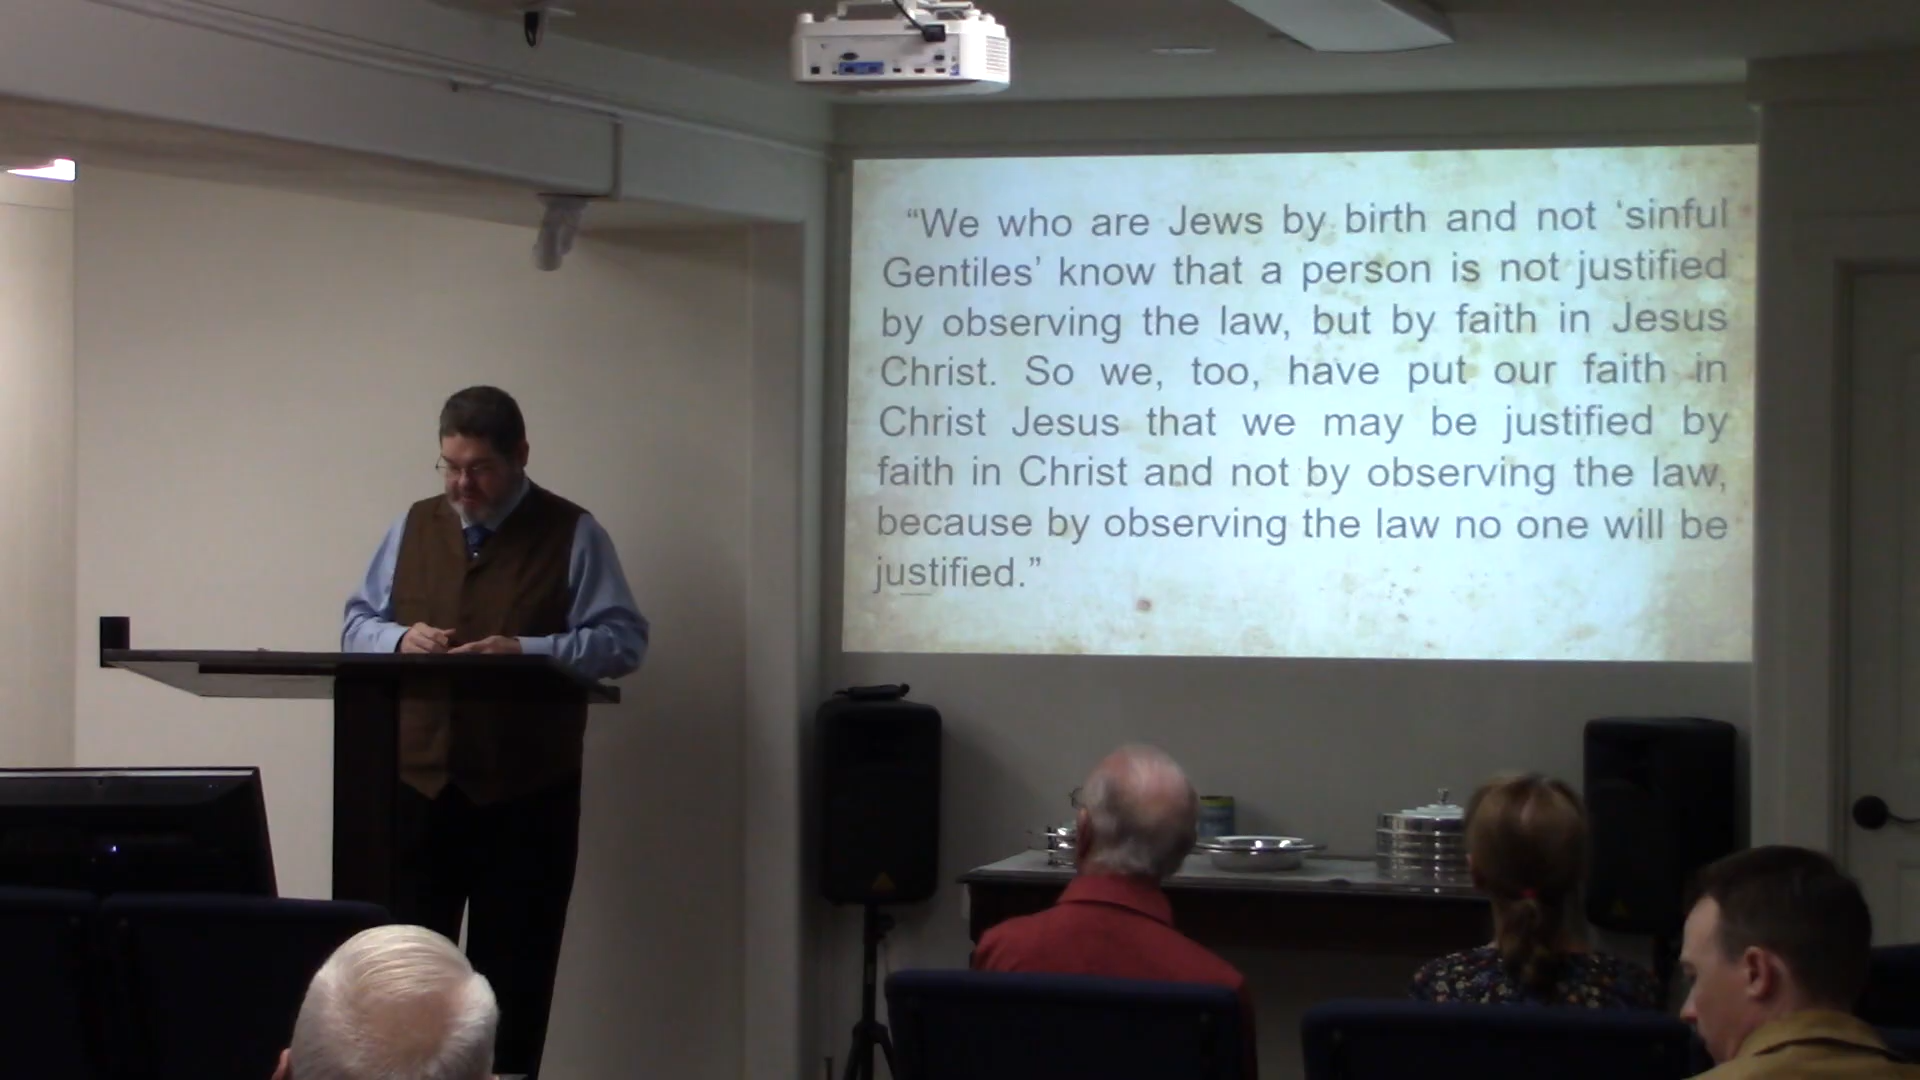 “We who are Jews by birth and not ‘sinful
Gentiles’ know that a person is not justified
by observing the law, but by faith in Jesus
Christ. So we, too, have put our faith in
Christ Jesus that we may be justified by
faith in Christ and not by observing the law,
because by observing the law no one will be
justified.”